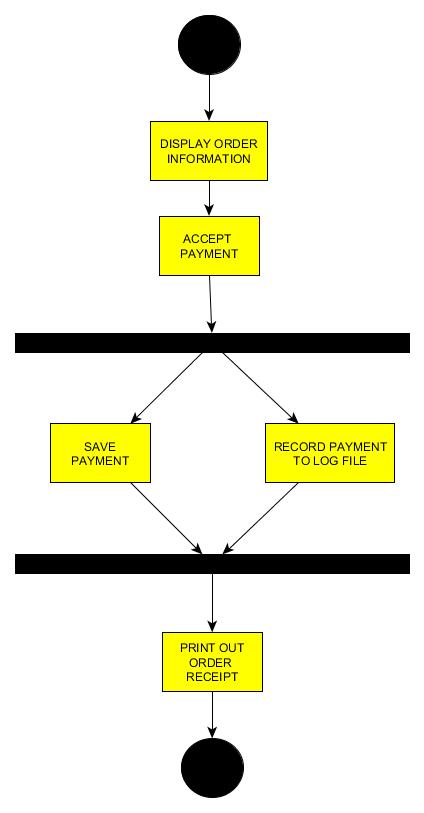 DISPLAY ORDER
INFORMATION
ACCEPT
PAYMENT
SAVE
PAYMENT
RECORD PAYMENT
TO LOG FILE
PRINT OUT
ORDER
RECEIPT